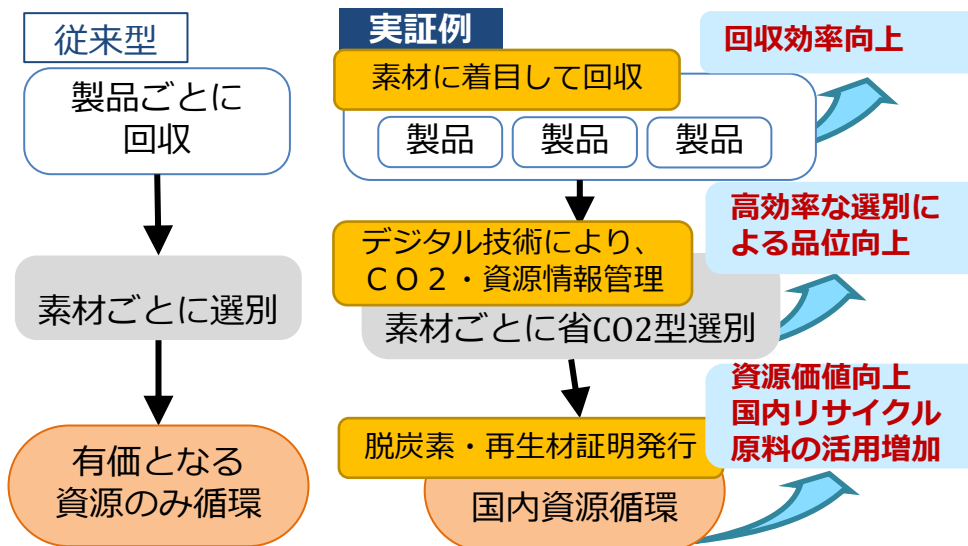 従来型
製品ごとに
回収
素材ごとに選別
有価となる
資源のみ循環
実証例
素材に着目して回収
製品
製品
製品
回収効率向上
デジタル技術により、
ＣＯ２・資源情報管理
素材ごとに省CO2型選別
高効率な選別に
よる品位向上
脱炭素・再生材証明発行
国内資源循環
資源価値向上
国内リサイクル
原料の活用増加